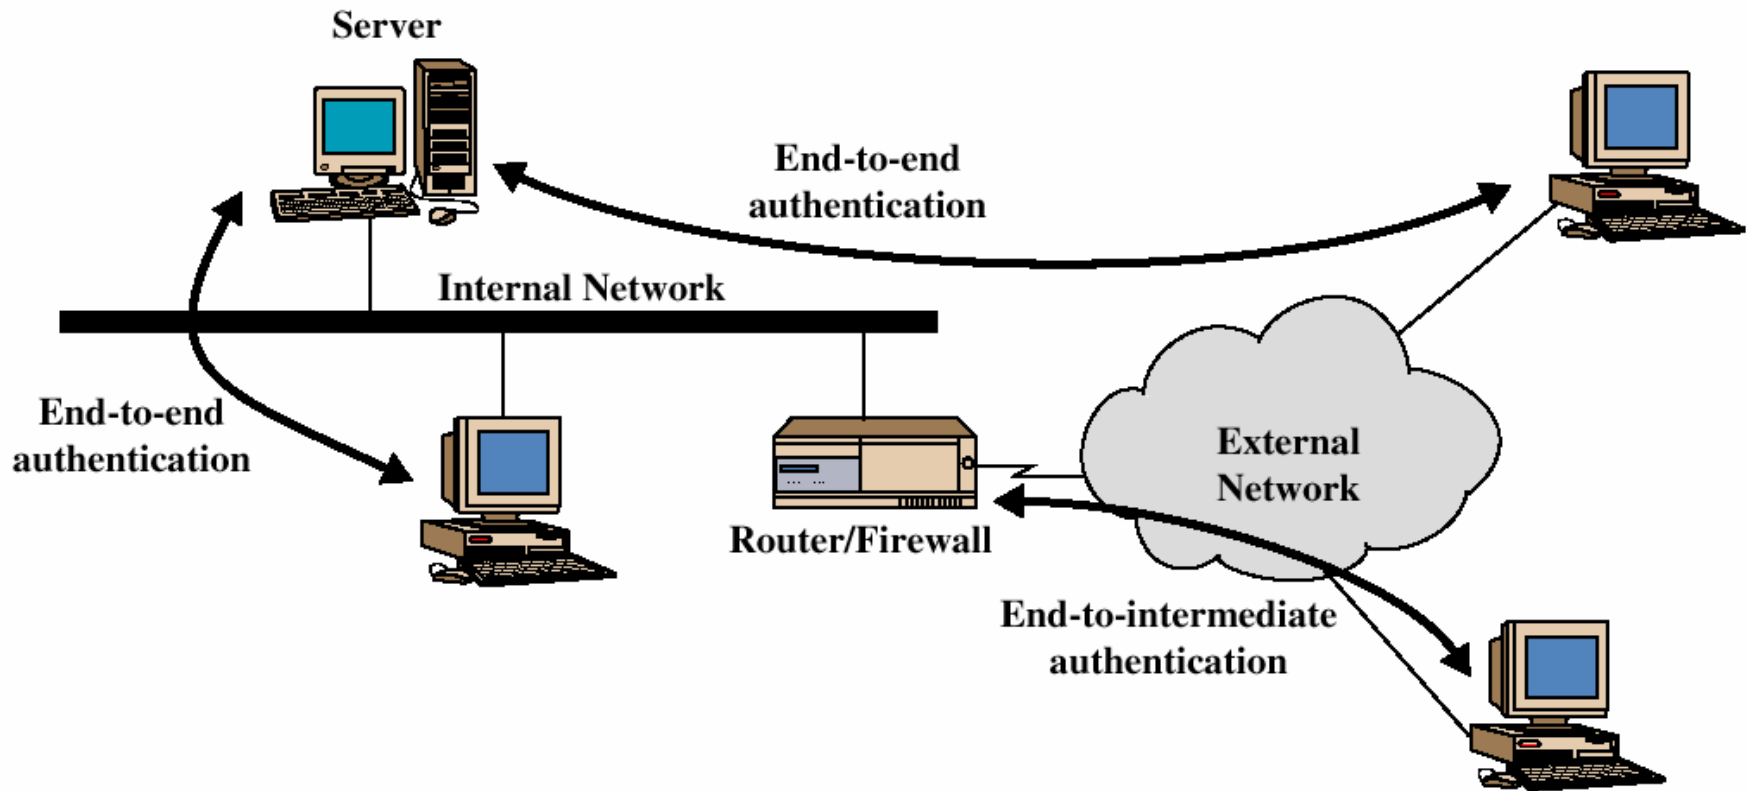 Server
End-to-end
authentication
Internal Network
End-to-end
authentication
External
Network
Router/Firewall
End-to-intermediate
authentication